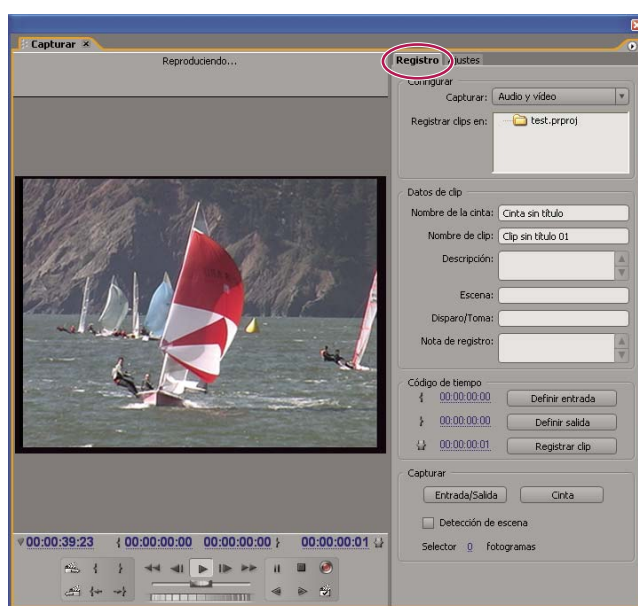 Capturar
Reproduciendo...
Registro Ajustes
Configurar
Capturar: Audio y vídeo
Registrar clips en: test.prproj
Datos de clip
Nombre de la cinta: Cinta sin título
Nombre de clip: Clip sin título 01
Descripción:
Escena:
Disparo/Toma:
Nota de registro:
Código de tiempo
{ 00:00:00:00 Definir entrada
} 00:00:00:00 Definir salida
{} 00:00:00:01 Registrar clip
Capturar
Entrada/Salida Cinta
Detección de escena
Selector 0 fotogramas
00:00:39:23 { 00:00:00:00 00:00:00:00 } 00:00:00:01 {}